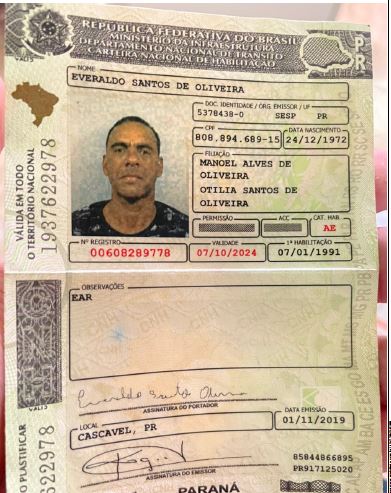 REPÚBLICA FEDERATIVA DO BRASIL
MINISTÉRIO DA INFRAESTRUTURA
DEPARTAMENTO NACIONAL DE TRÂNSITO
CARTEIRA NACIONAL DE HABILITAÇÃO
PR
NOME
EVERALDO SANTOS DE OLIVEIRA
DOC. IDENTIDADE / ORG. EMISSOR / UF
5378438-0 SESP PR
CPF DATA NASCIMENTO
808.894.689-15 24/12/1972
FILIAÇÃO
MANOEL ALVES DE
OLIVEIRA
OTILIA SANTOS DE
OLIVEIRA
PERMISSÃO ACC CAT. HAB.
AE
Nº REGISTRO VALIDADE 1ª HABILITAÇÃO
00608289778 07/10/2024 07/01/1991
VÁLIDA EM TODO
O TERRITÓRIO NACIONAL
1937622978
OBSERVAÇÕES
EAR
ASSINATURA DO PORTADOR
LOCAL DATA EMISSÃO
CASCAVEL, PR 01/11/2019
ASSINATURA DO EMISSOR
85844866895
PR917125020
PARANÁ
O PLASTIFICAR
622978